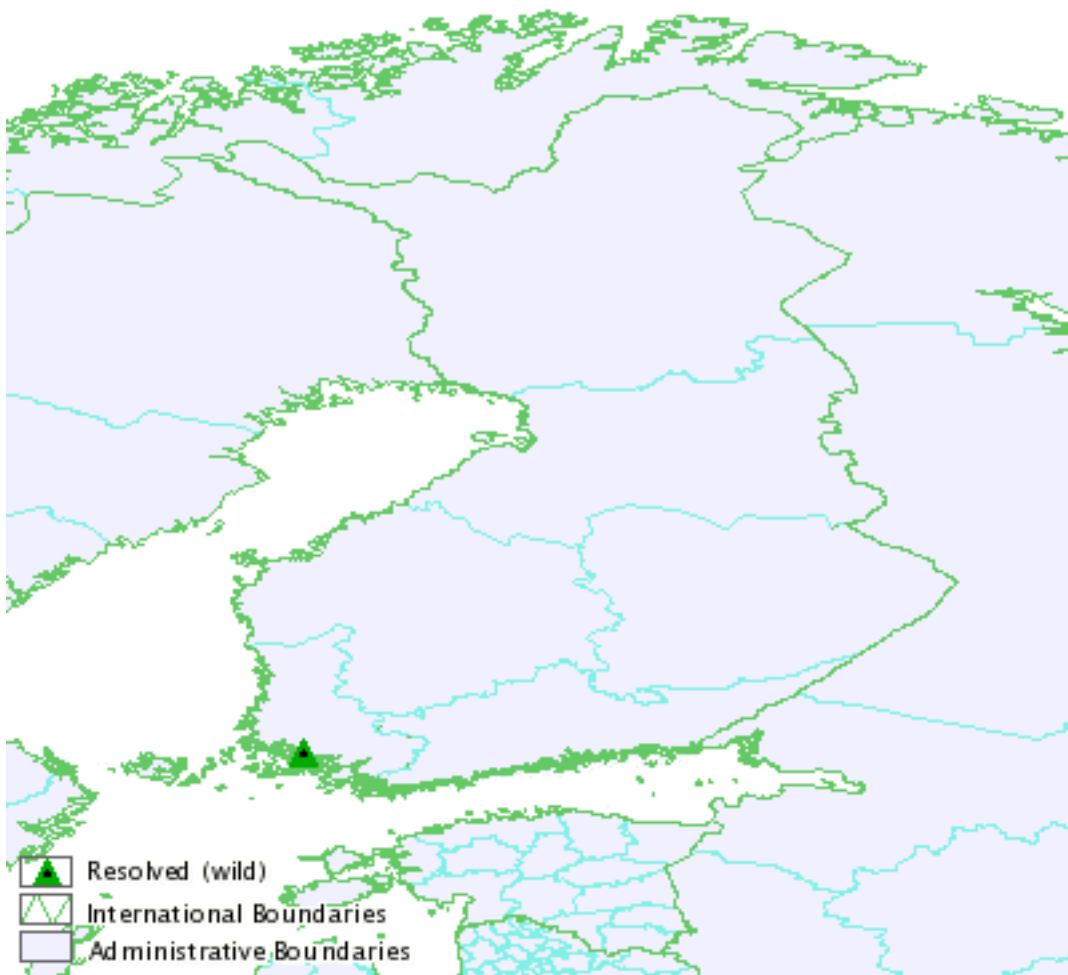 Resolved (wild)
International Boundaries
Administrative Boundaries